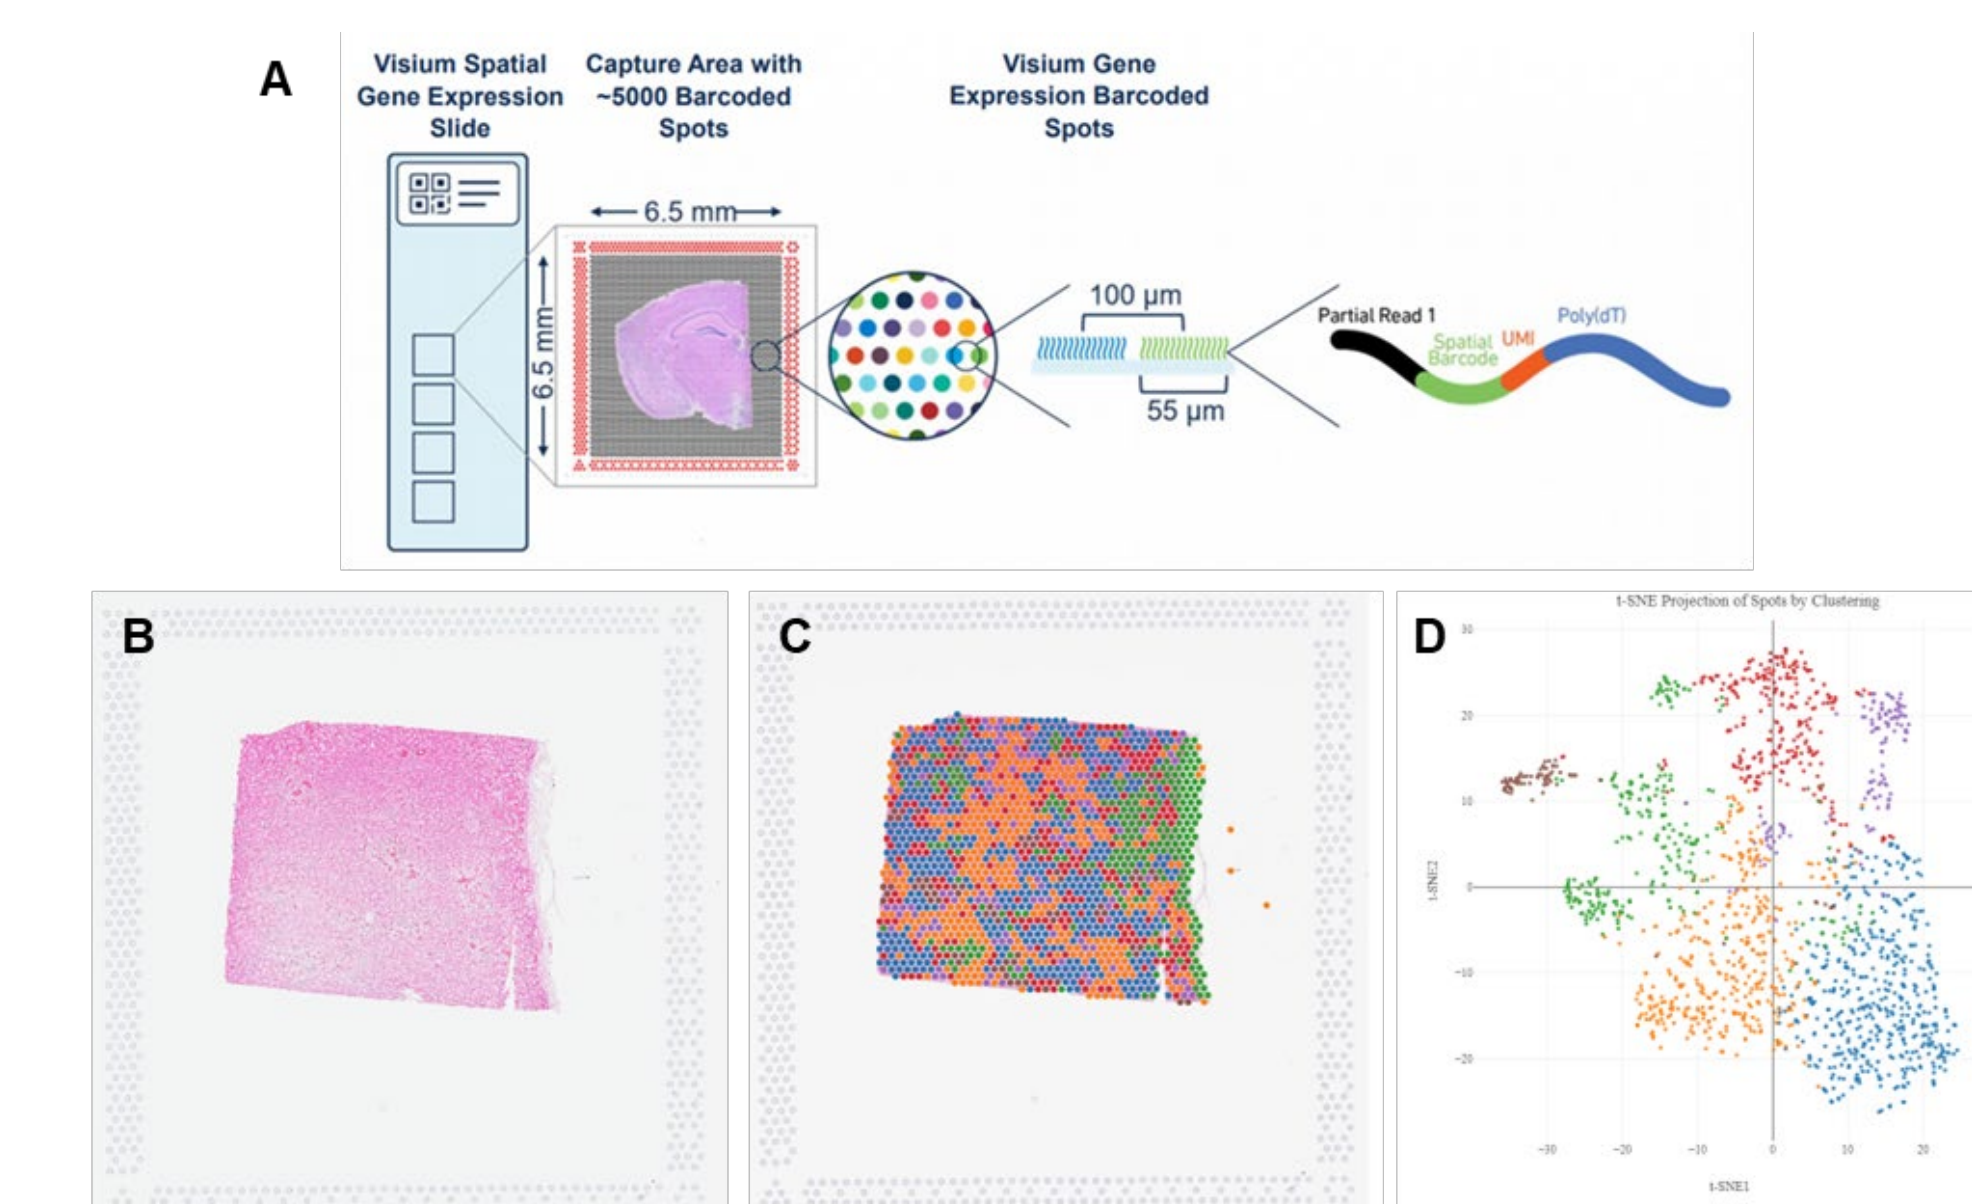 A
Visium Spatial
Gene Expression
Slide
Capture Area with
~5000 Barcoded
Spots
Visium Gene
Expression Barcoded
Spots
6.5 mm
6.5 mm
100 µm
55 µm
Partial Read 1
Spatial
Barcode
UMI
Poly(dT)
B
C
D
t-SNE Projection of Spots by Clustering
30
20
10
0
−10
−20
t-SNE2
−30
−20
−10
0
10
20
t-SNE1